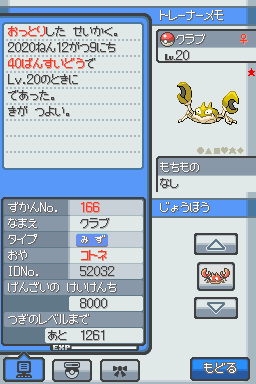 おっとりした せいかく。
2020ねん12がつ9にち
40ばんすいどうで
Lv.20のときに
であった。
きが つよい。
ずかんNo. 166
なまえ クラブ
タイプ みず
おや コトネ
IDNo. 52032
げんざいの けいけんち
8000
つぎのレベルまで
あと 1261
EXP
トレーナーメモ
クラブ ♀
Lv.20
もちもの
なし
じょうほう
もどる